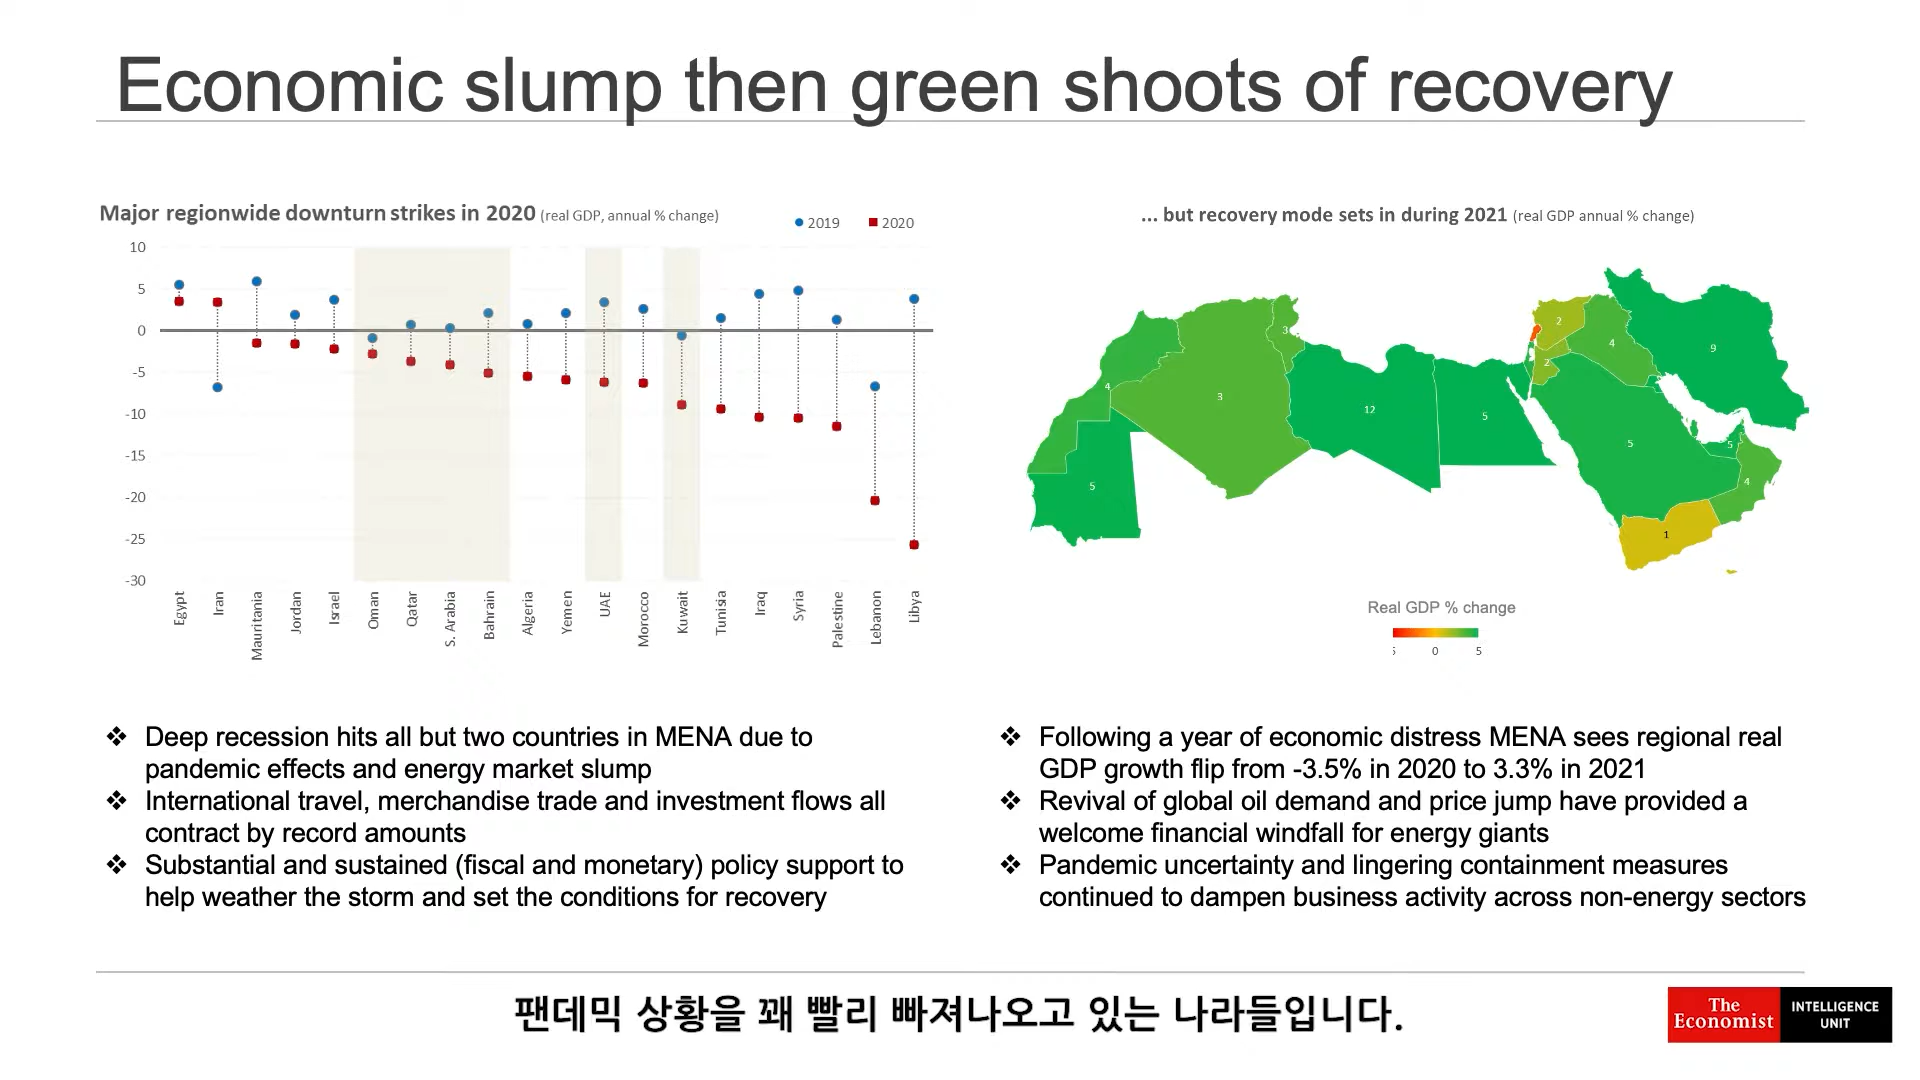 Economic slump then green shoots of recovery
Major regionwide downturn strikes in 2020 (real GDP, annual % change)
2019
2020
10
5
0
-5
-10
-15
-20
-25
-30
Egypt
Iran
Mauritania
Jordan
Israel
Oman
Qatar
S. Arabia
Bahrain
Algeria
Yemen
UAE
Morocco
Kuwait
Tunisia
Iraq
Syria
Palestine
Lebanon
Libya
... but recovery mode sets in during 2021 (real GDP annual % change)
3
2
4
9
2
4
3
12
5
5
5
4
5
1
Real GDP % change
0
5
❖ Deep recession hits all but two countries in MENA due to
pandemic effects and energy market slump
❖ International travel, merchandise trade and investment flows all
contract by record amounts
❖ Substantial and sustained (fiscal and monetary) policy support to
help weather the storm and set the conditions for recovery
❖ Following a year of economic distress MENA sees regional real
GDP growth flip from -3.5% in 2020 to 3.3% in 2021
❖ Revival of global oil demand and price jump have provided a
welcome financial windfall for energy giants
❖ Pandemic uncertainty and lingering containment measures
continued to dampen business activity across non-energy sectors
팬데믹 상황을 꽤 빨리 빠져나오고 있는 나라들입니다.
The
Economist
INTELLIGENCE
UNIT